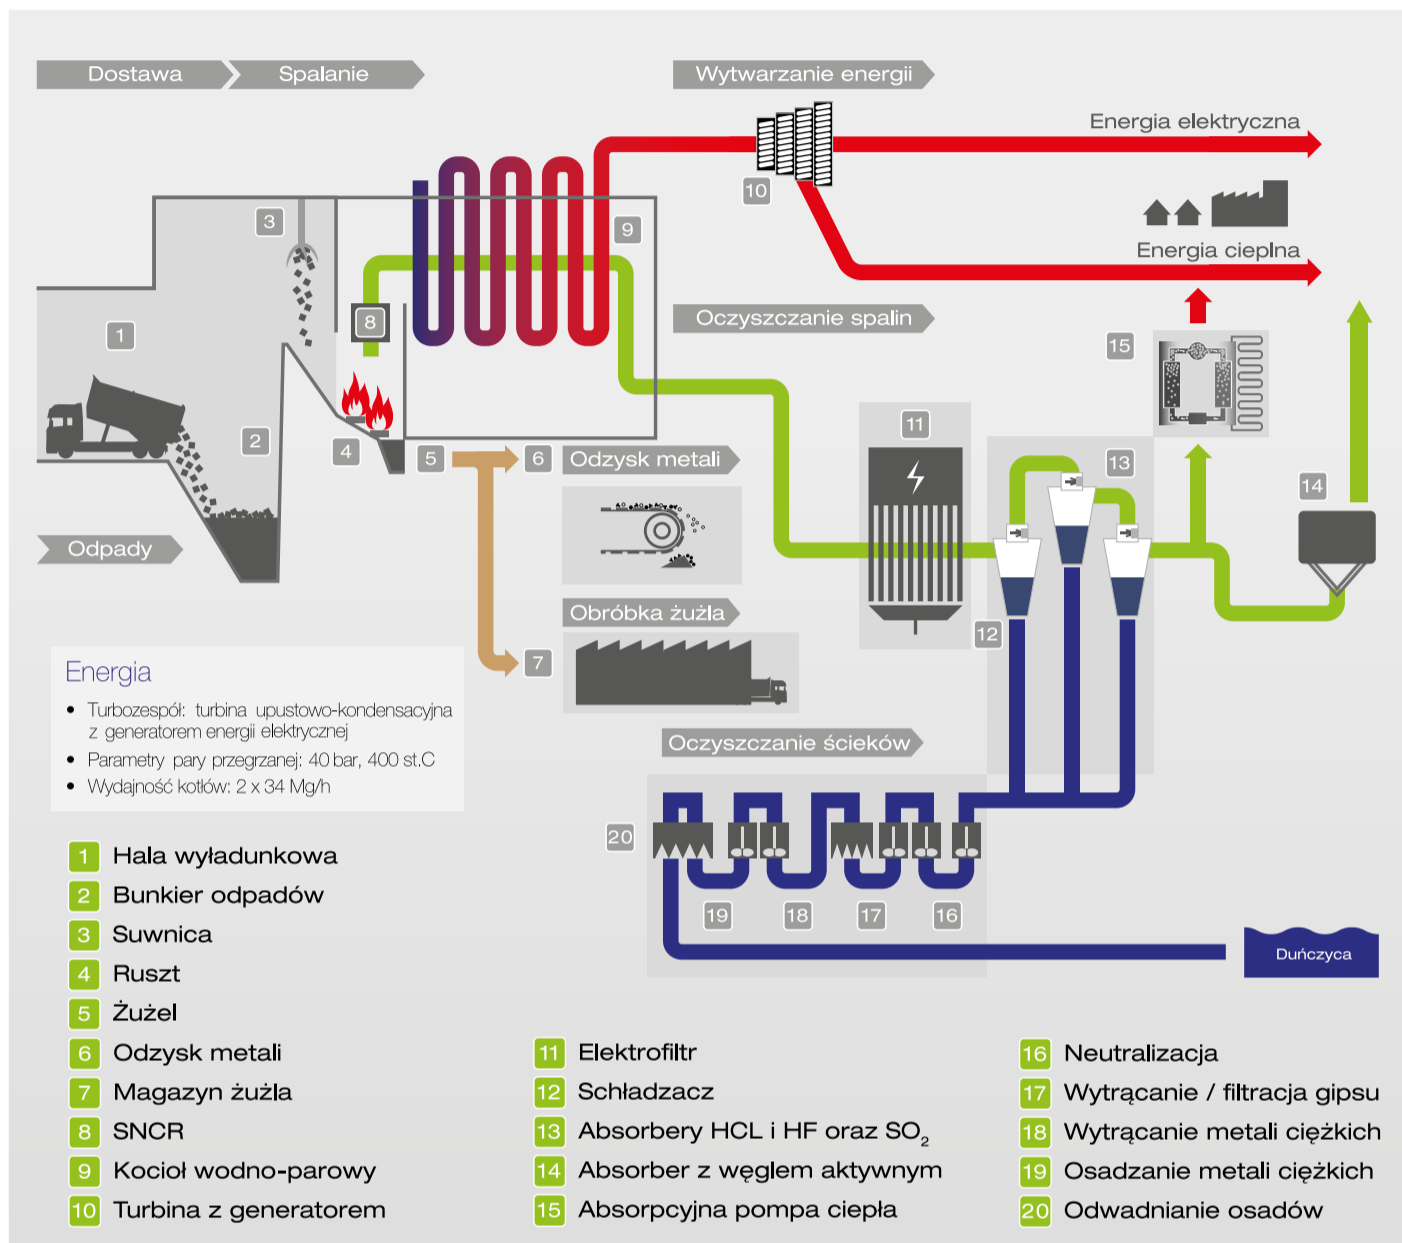 Dostawa
Spalanie
Wytwarzanie energii
Energia elektryczna
10
3
9
Energia cieplna
8
Oczyszczanie spalin
1
15
11
2
4
5
6
Odzysk metali
13
14
Odpady
Obróbka żużla
12
7
Energia
• Turbozespół: turbina upustowo-kondensacyjna
z generatorem energii elektrycznej
• Parametry pary przegrzanej: 40 bar, 400 st.C
• Wydajność kotłów: 2 x 34 Mg/h
Oczyszczanie ścieków
20
19
18
17
16
Duńczyca
1 Hala wyładunkowa
2 Bunkier odpadów
3 Suwnica
4 Ruszt
5 Żużel
6 Odzysk metali
7 Magazyn żużla
8 SNCR
9 Kocioł wodno-parowy
10 Turbina z generatorem
11 Elektrofiltr
12 Schładzacz
13 Absorbery HCL i HF oraz SO₂
14 Absorber z węglem aktywnym
15 Absorpcyjna pompa ciepła
16 Neutralizacja
17 Wytrącanie / filtracja gipsu
18 Wytrącanie metali ciężkich
19 Osadzanie metali ciężkich
20 Odwadnianie osadów